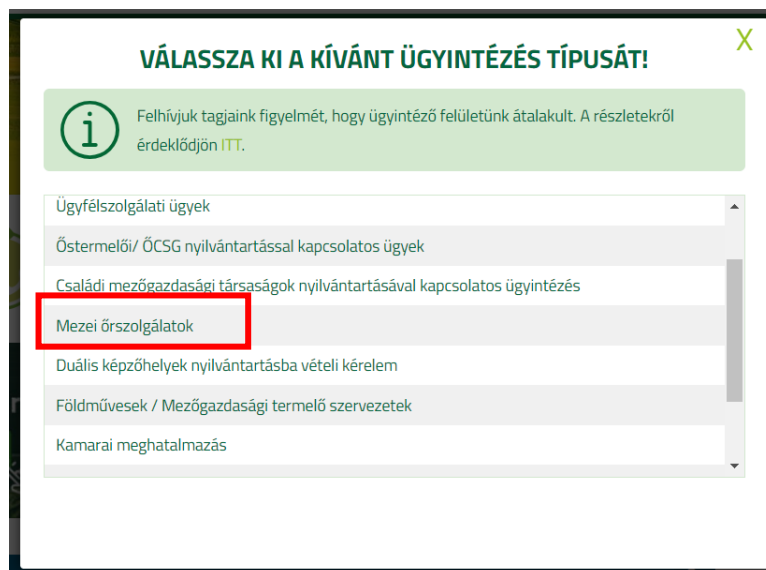 X
VÁLASSZA KI A KÍVÁNT ÜGYINTÉZÉS TÍPUSÁT!
Felhívjuk tagjaink figyelmét, hogy ügyintéző felületünk átalakult. A részletekről
érdeklődjön ITT.
Ügyfélszolgálati ügyek
Őstermelői/ ŐCSG nyilvántartással kapcsolatos ügyek
Családi mezőgazdasági társaságok nyilvántartásával kapcsolatos ügyintézés
Mezei őrszolgálatok
Duális képzőhelyek nyilvántartásba vételi kérelem
Földművesek / Mezőgazdasági termelő szervezetek
Kamarai meghatalmazás